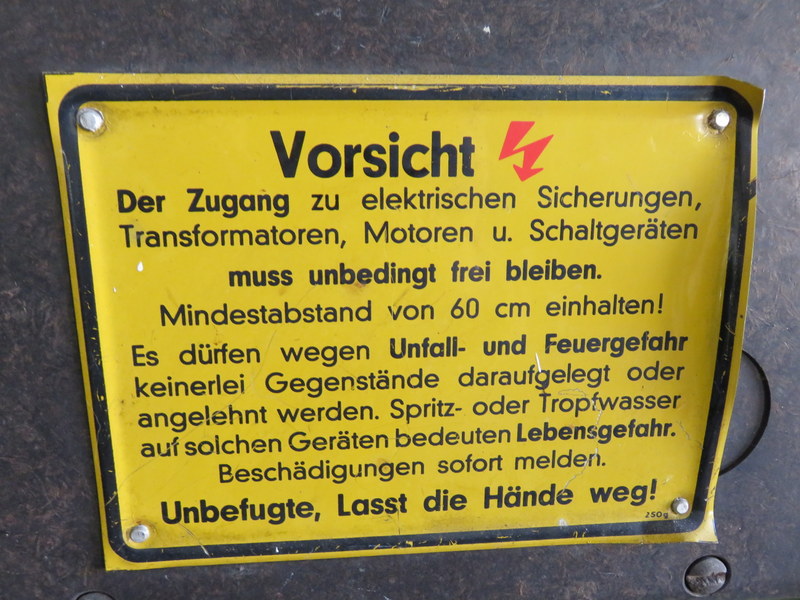 Vorsicht
Der Zugang zu elektrischen Sicherungen,
Transformatoren, Motoren u. Schaltgeräten
muss unbedingt frei bleiben.
Mindestabstand von 60 cm einhalten!
Es dürfen wegen Unfall- und Feuergefahr
keinerlei Gegenstände daraufgelegt oder
angelehnt werden. Spritz- oder Tropfwasser
auf solchen Geräten bedeuten Lebensgefahr.
Beschädigungen sofort melden.
Unbefugte, Lasst die Hände weg!
250g